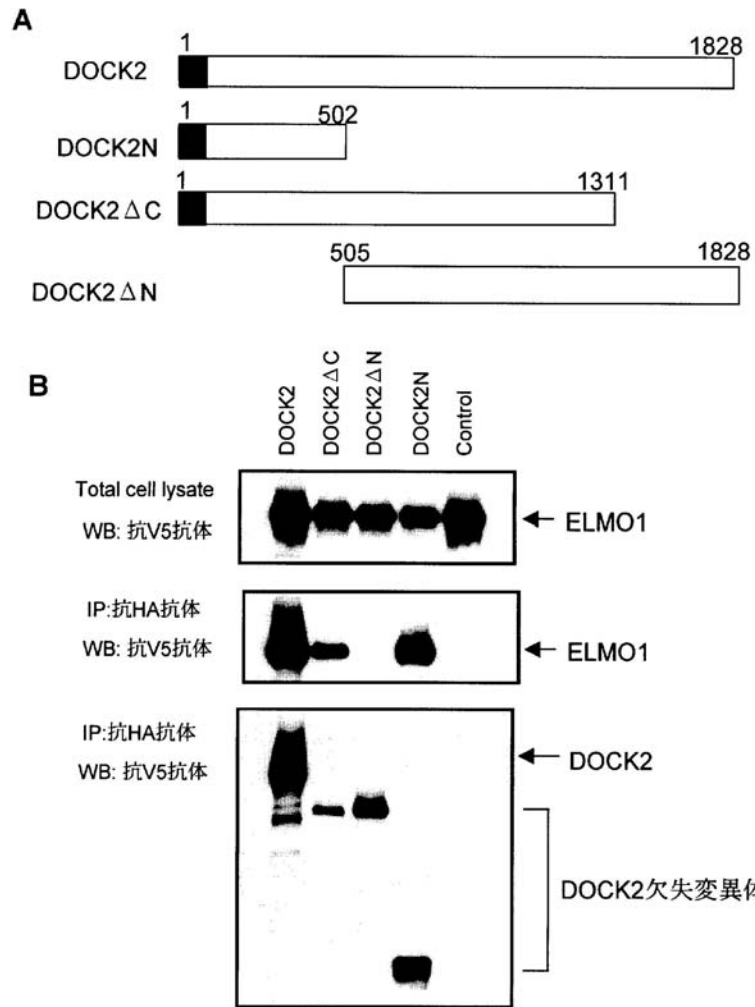 A
1 1828
DOCK2
1 502
DOCK2N
1 1311
DOCK2ΔC
505 1828
DOCK2ΔN
B
DOCK2
DOCK2ΔC
DOCK2ΔN
DOCK2N
Control
Total cell lysate
WB: 抗V5抗体
ELMO1
IP:抗HA抗体
WB: 抗V5抗体
ELMO1
IP:抗HA抗体
WB: 抗V5抗体
DOCK2
DOCK2欠失変異体